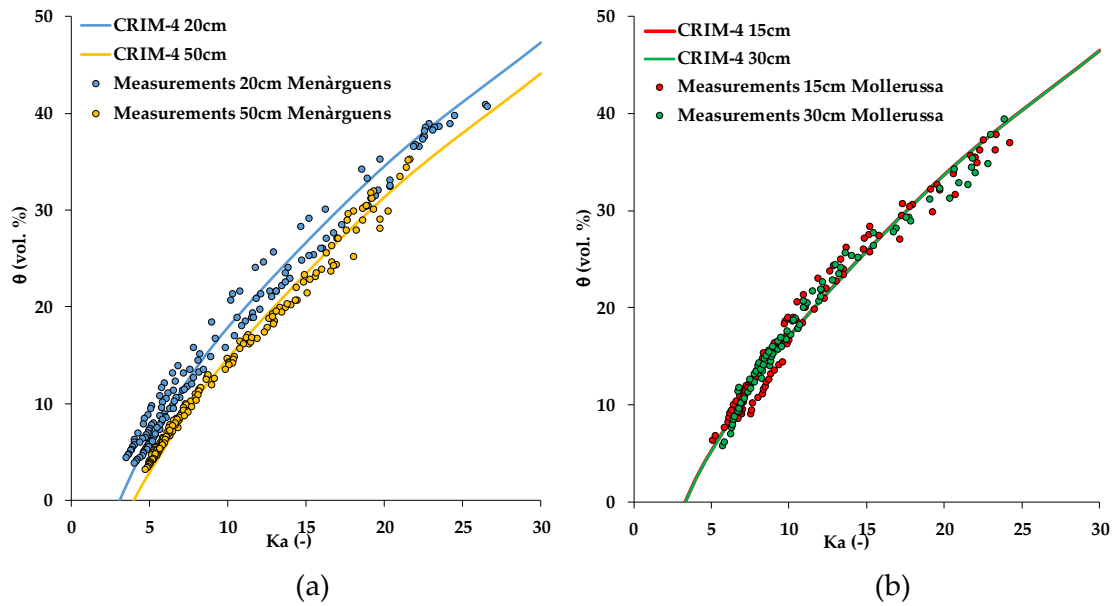 50
40
30
20
10
0
θ (vol. %)
CRIM-4 20cm
CRIM-4 50cm
Measurements 20cm Menàrguens
Measurements 50cm Menàrguens
0 5 10 15 20 25 30
Ka (-)
(a)
50
40
30
20
10
0
θ (vol. %)
CRIM-4 15cm
CRIM-4 30cm
Measurements 15cm Mollerussa
Measurements 30cm Mollerussa
0 5 10 15 20 25 30
Ka (-)
(b)